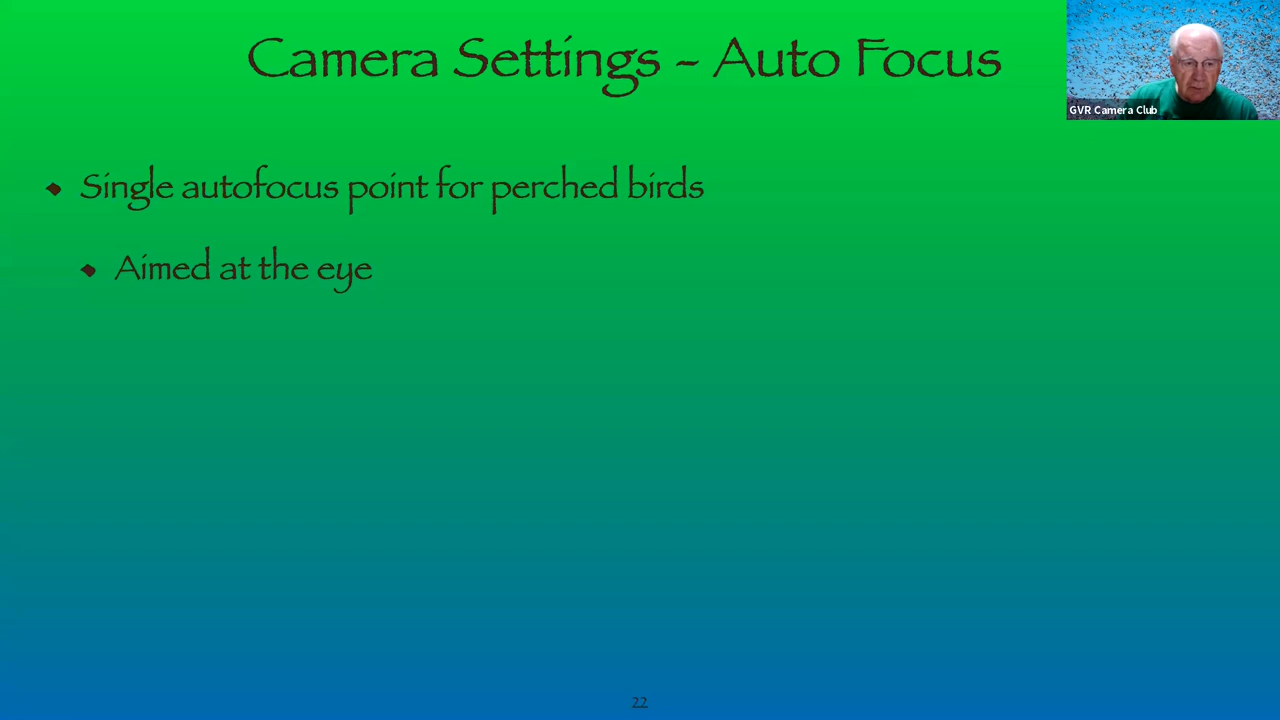 Camera Settings - Auto Focus
GVR Camera Club
Single autofocus point for perched birds
Aimed at the eye
22